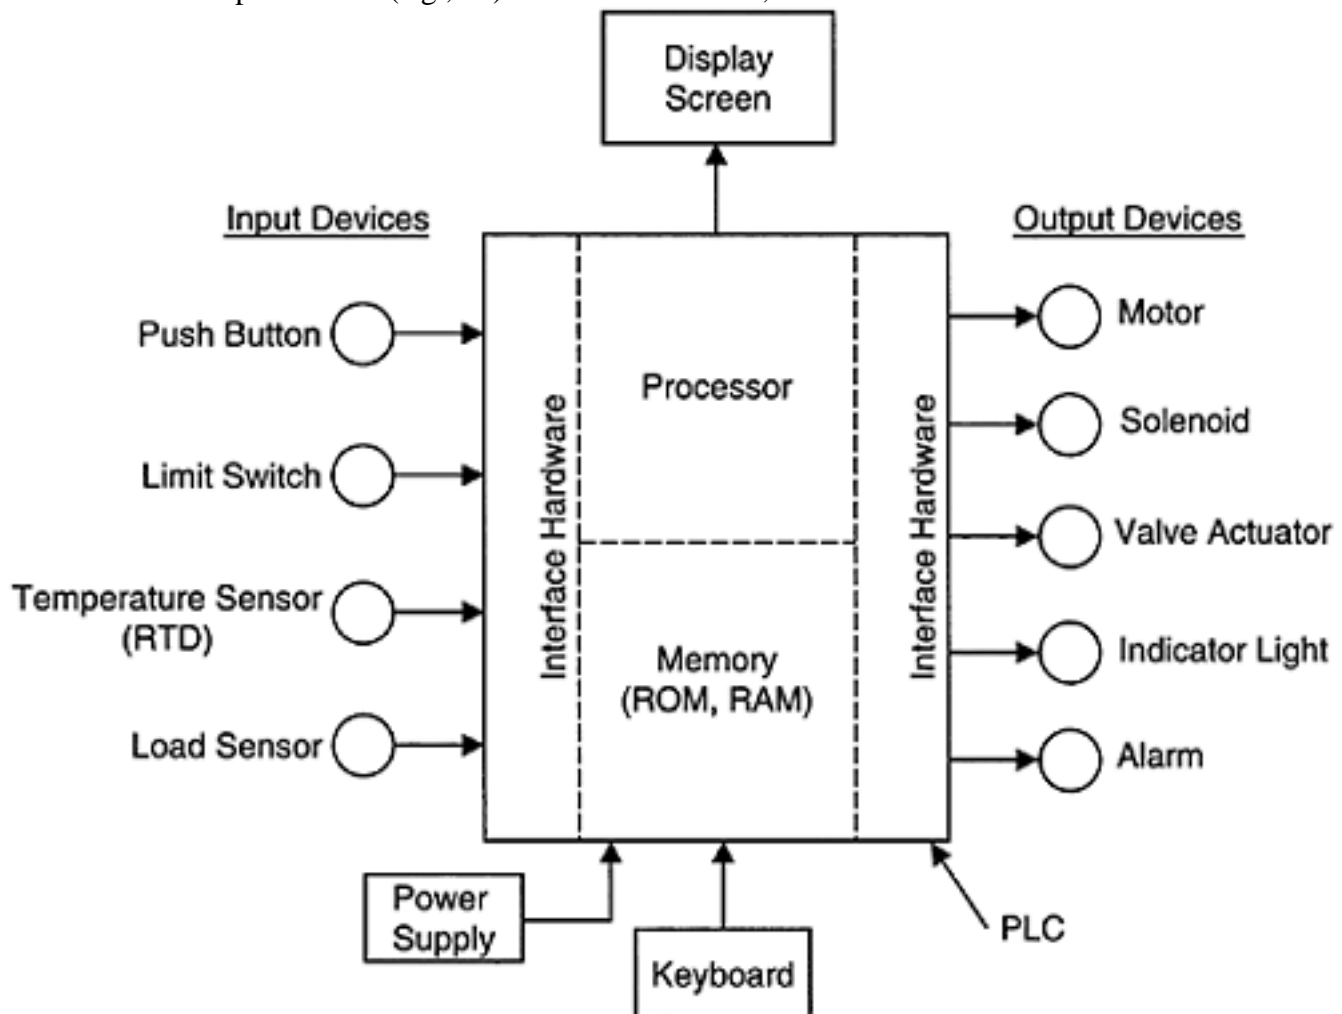 Display
Screen
Input Devices
Output Devices
Push Button
Motor
Processor
Solenoid
Limit Switch
Interface Hardware
Interface Hardware
Valve Actuator
Temperature Sensor
(RTD)
Memory
(ROM, RAM)
Indicator Light
Load Sensor
Alarm
Power
Supply
PLC
Keyboard